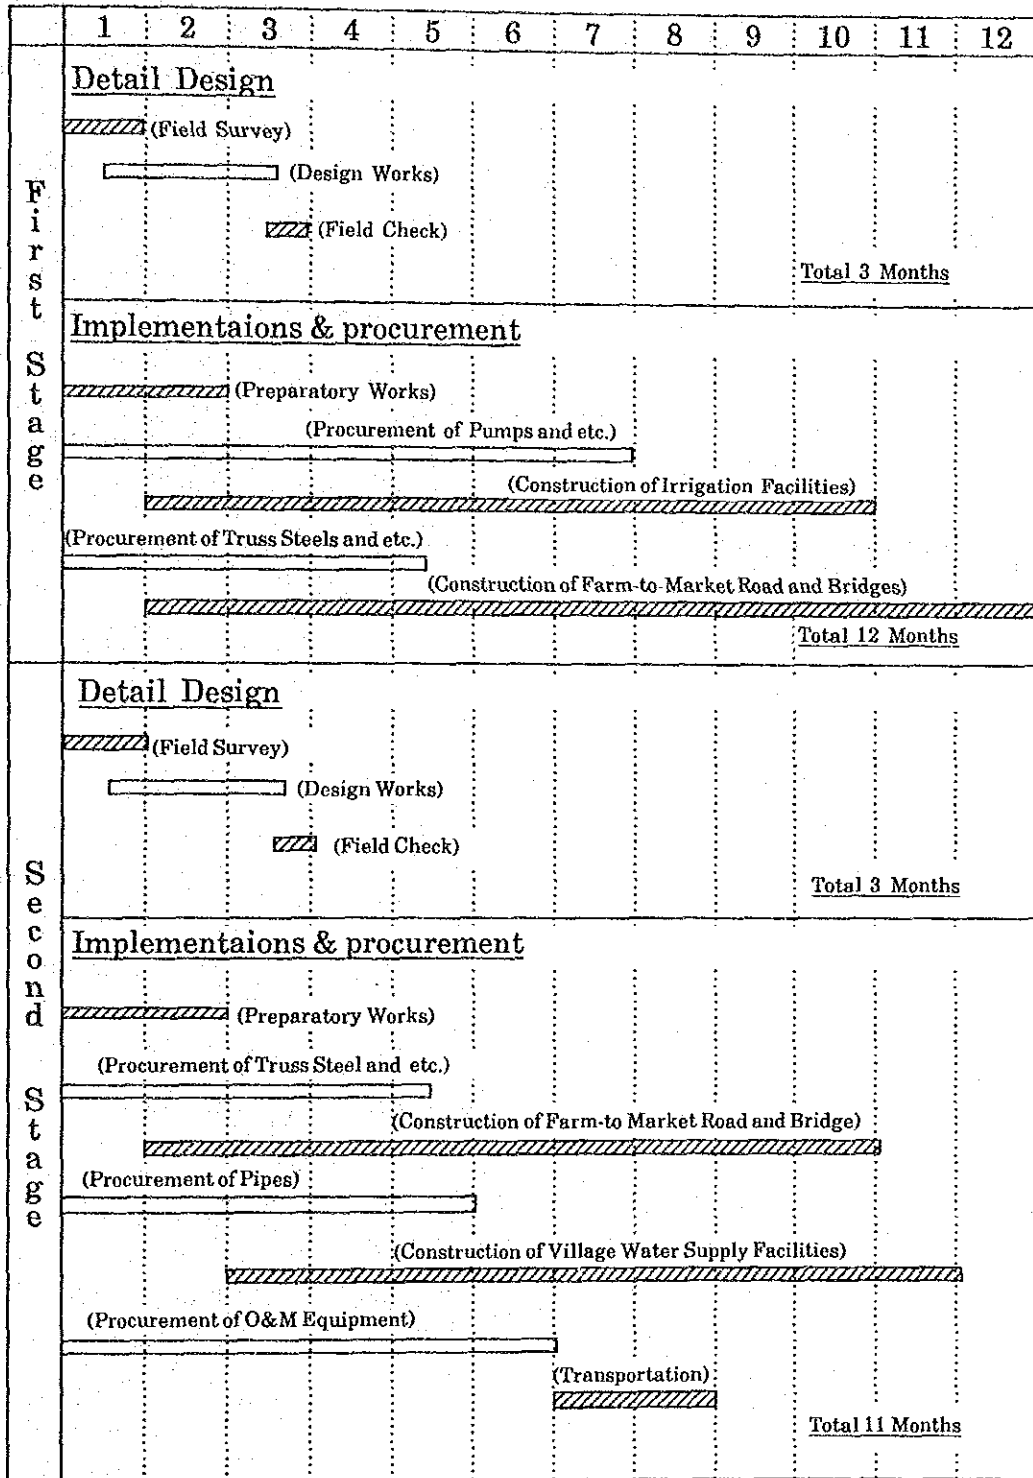 1 2 3 4 5 6 7 8 9 10 11 12
First Stage
Detail Design
(Field Survey)
(Design Works)
(Field Check)
Total 3 Months
Implementaions & procurement
(Preparatory Works)
(Procurement of Pumps and etc.)
(Construction of Irrigation Facilities)
(Procurement of Truss Steels and etc.)
(Construction of Farm-to-Market Road and Bridges)
Total 12 Months
Second Stage
Detail Design
(Field Survey)
(Design Works)
(Field Check)
Total 3 Months
Implementaions & procurement
(Preparatory Works)
(Procurement of Truss Steel and etc.)
(Construction of Farm-to Market Road and Bridge)
(Procurement of Pipes)
(Construction of Village Water Supply Facilities)
(Procurement of O&M Equipment)
(Transportation)
Total 11 Months